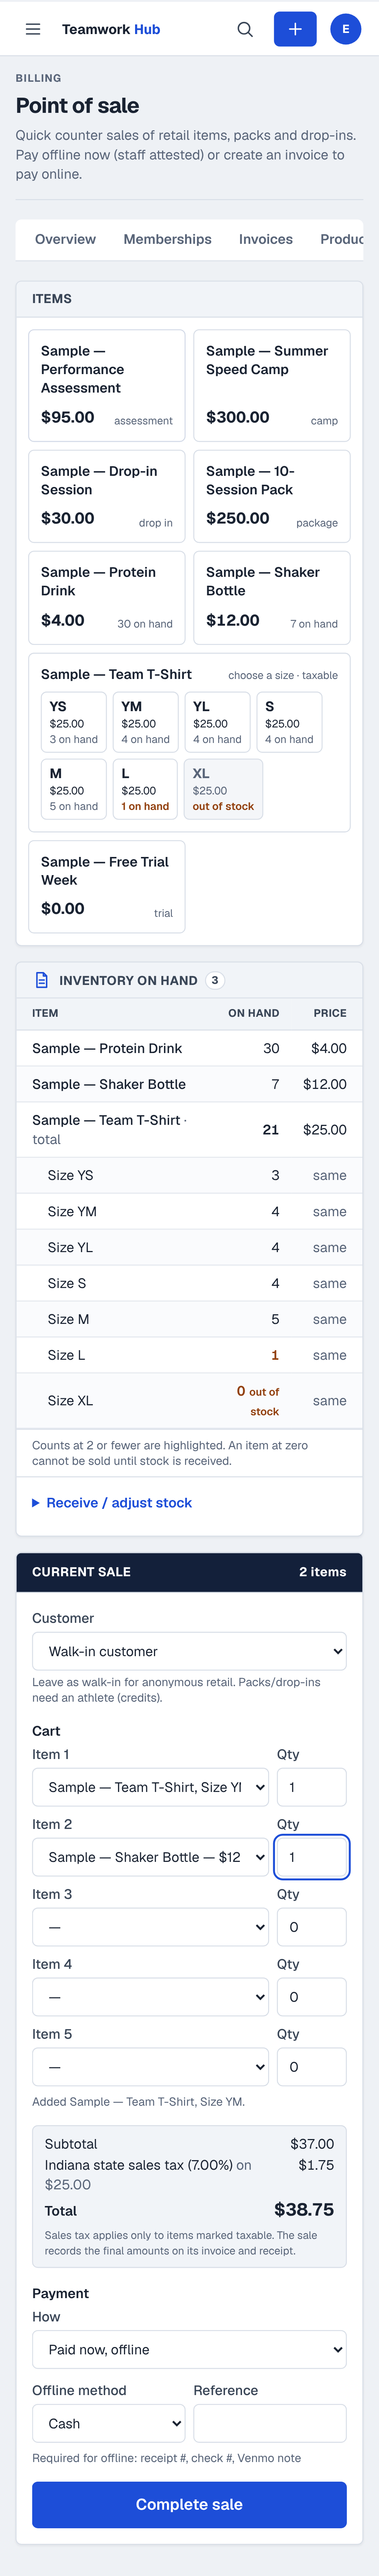 Teamwork Hub
E
BILLING
Point of sale
Quick counter sales of retail items, packs and drop-ins.
Pay offline now (staff attested) or create an invoice to
pay online.
Overview Memberships Invoices Produc
ITEMS
Sample —
Performance
Assessment
$95.00 assessment
Sample — Summer
Speed Camp
$300.00 camp
Sample — Drop-in
Session
$30.00 drop in
Sample — 10-
Session Pack
$250.00 package
Sample — Protein
Drink
$4.00 30 on hand
Sample — Shaker
Bottle
$12.00 7 on hand
Sample — Team T-Shirt choose a size · taxable
YS
$25.00
3 on hand
YM
$25.00
4 on hand
YL
$25.00
4 on hand
S
$25.00
4 on hand
M
$25.00
5 on hand
L
$25.00
1 on hand
XL
$25.00
out of stock
Sample — Free Trial
Week
$0.00 trial
INVENTORY ON HAND 3
ITEM ON HAND PRICE
Sample — Protein Drink 30 $4.00
Sample — Shaker Bottle 7 $12.00
Sample — Team T-Shirt ·
total 21 $25.00
Size YS 3 same
Size YM 4 same
Size YL 4 same
Size S 4 same
Size M 5 same
Size L 1 same
Size XL 0 out of
stock same
Counts at 2 or fewer are highlighted. An item at zero
cannot be sold until stock is received.
Receive / adjust stock
CURRENT SALE 2 items
Customer
Walk-in customer
Leave as walk-in for anonymous retail. Packs/drop-ins
need an athlete (credits).
Cart
Item 1 Qty
Sample — Team T-Shirt, Size 1
Item 2 Qty
Sample — Shaker Bottle — $12 1
Item 3 Qty
— 0
Item 4 Qty
— 0
Item 5 Qty
— 0
Added Sample — Team T-Shirt, Size YM.
Subtotal $37.00
Indiana state sales tax (7.00%) on $1.75
$25.00
Total $38.75
Sales tax applies only to items marked taxable. The sale
records the final amounts on its invoice and receipt.
Payment
How
Paid now, offline
Offline method Reference
Cash
Required for offline: receipt #, check #, Venmo note
Complete sale